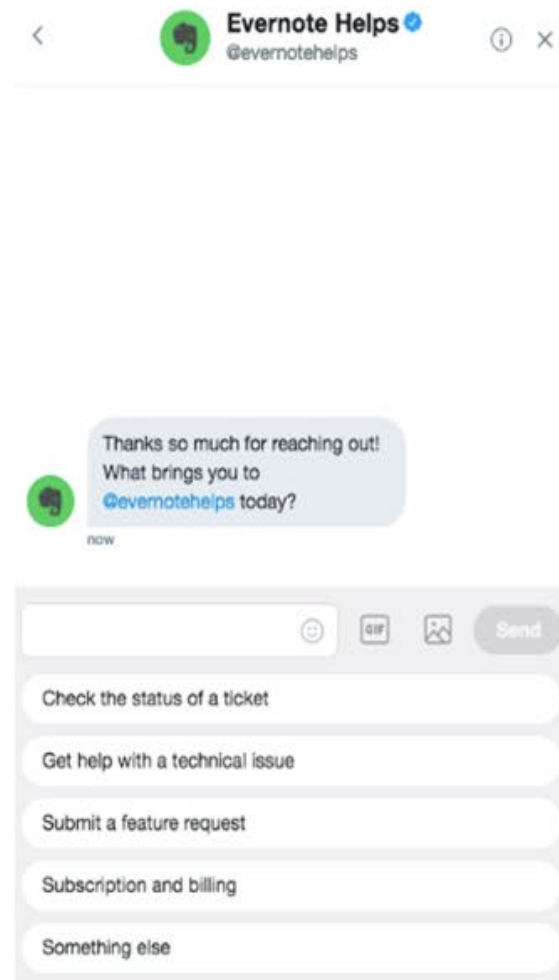 Evernote Helps
@evernotehelps
Thanks so much for reaching out!
What brings you to
@evernotehelps today?
now
GIF
Send
Check the status of a ticket
Get help with a technical issue
Submit a feature request
Subscription and billing
Something else